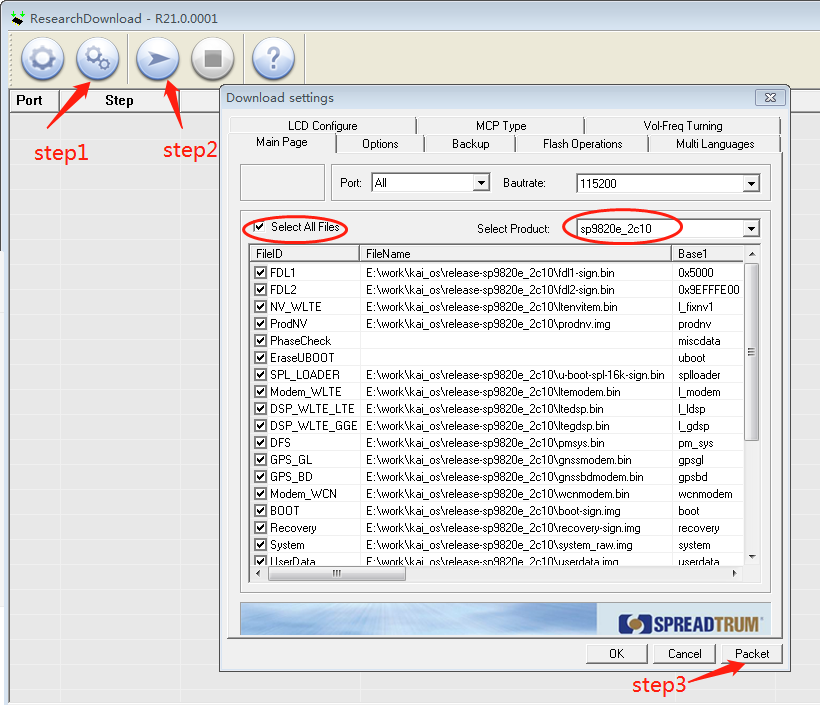 ResearchDownload - R21.0.0001
Port Step
step1
step2
Download settings
LCD Configure MCP Type Vol-Freq Turning
Main Page Options Backup Flash Operations Multi Languages
Port: All Bautrate: 115200
Select All Files Select Product: sp9820e_2c10
FileID FileName Base1
FDL1 E:\work\kai_os\release-sp9820e_2c10\fdl1-sign.bin 0x5000
FDL2 E:\work\kai_os\release-sp9820e_2c10\fdl2-sign.bin 0x9EFFFE00
NV_WLTE E:\work\kai_os\release-sp9820e_2c10\ltenvitem.bin l_fixnv1
ProdNV E:\work\kai_os\release-sp9820e_2c10\prodnv.img prodnv
PhaseCheck miscdata
EraseUBOOT uboot
SPL_LOADER E:\work\kai_os\release-sp9820e_2c10\u-boot-spl-16k-sign.bin splloader
Modem_WLTE E:\work\kai_os\release-sp9820e_2c10\ltemodem.bin l_modem
DSP_WLTE_LTE E:\work\kai_os\release-sp9820e_2c10\ltedsp.bin l_ldsp
DSP_WLTE_GGE E:\work\kai_os\release-sp9820e_2c10\ltegdsp.bin l_gdsp
DFS E:\work\kai_os\release-sp9820e_2c10\pmsys.bin pm_sys
GPS_GL E:\work\kai_os\release-sp9820e_2c10\gnssmodem.bin gpsgl
GPS_BD E:\work\kai_os\release-sp9820e_2c10\gnssbdmodem.bin gpsbd
Modem_WCN E:\work\kai_os\release-sp9820e_2c10\wcnmodem.bin wcnmodem
BOOT E:\work\kai_os\release-sp9820e_2c10\boot-sign.img boot
Recovery E:\work\kai_os\release-sp9820e_2c10\recovery-sign.img recovery
System E:\work\kai_os\release-sp9820e_2c10\system_raw.img system
UserData E:\work\kai_os\release-sp9820e_2c10\userdata.img userdata
SPREADTRUM
OK Cancel Packet
step3